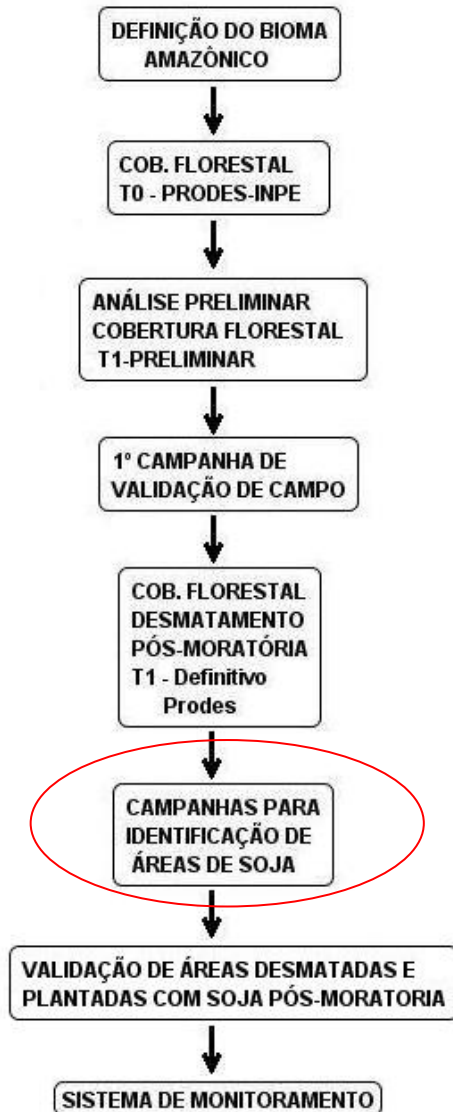 DEFINIÇÃO DO BIOMA
AMAZÔNICO
COB. FLORESTAL
T0 - PRODES-INPE
ANÁLISE PRELIMINAR
COBERTURA FLORESTAL
T1-PRELIMINAR
1º CAMPANHA DE
VALIDAÇÃO DE CAMPO
COB. FLORESTAL
DESMATAMENTO
PÓS-MORATÓRIA
T1 - Definitivo
Prodes
CAMPANHAS PARA
IDENTIFICAÇÃO DE
ÁREAS DE SOJA
VALIDAÇÃO DE ÁREAS DESMATADAS E
PLANTADAS COM SOJA PÓS-MORATORIA
SISTEMA DE MONITORAMENTO